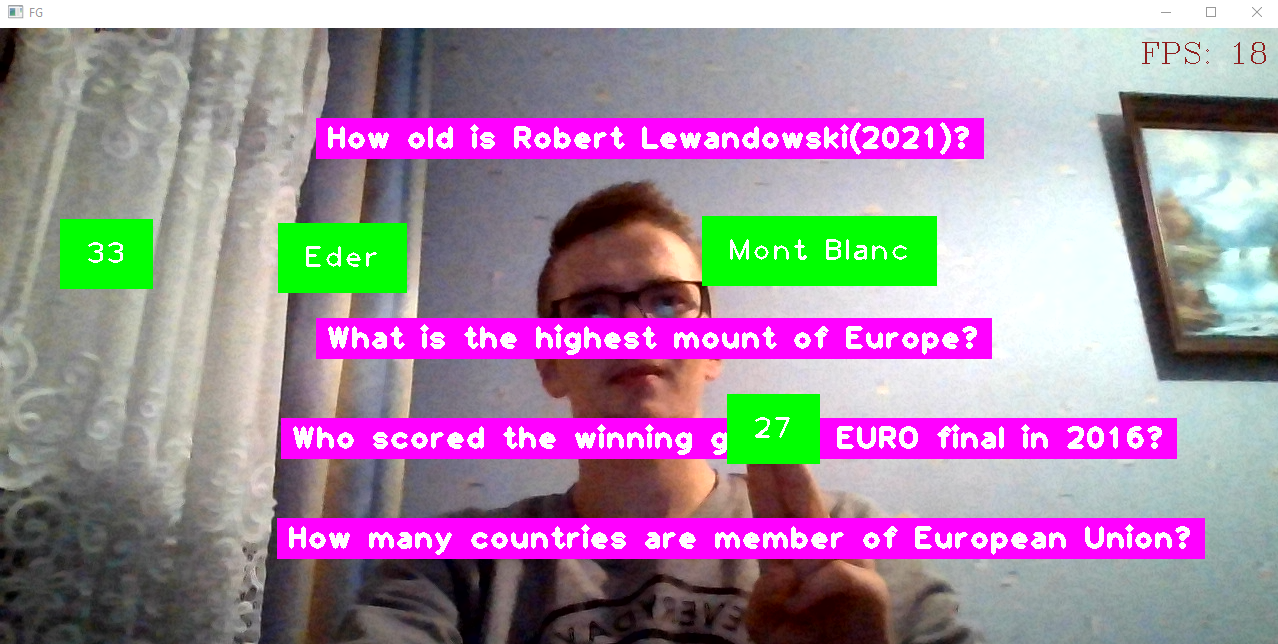 FG
FPS: 18
How old is Robert Lewandowski(2021)?
33
Eder
Mont Blanc
What is the highest mount of Europe?
Who scored the winning g
27
EURO final in 2016?
How many countries are member of European Union?